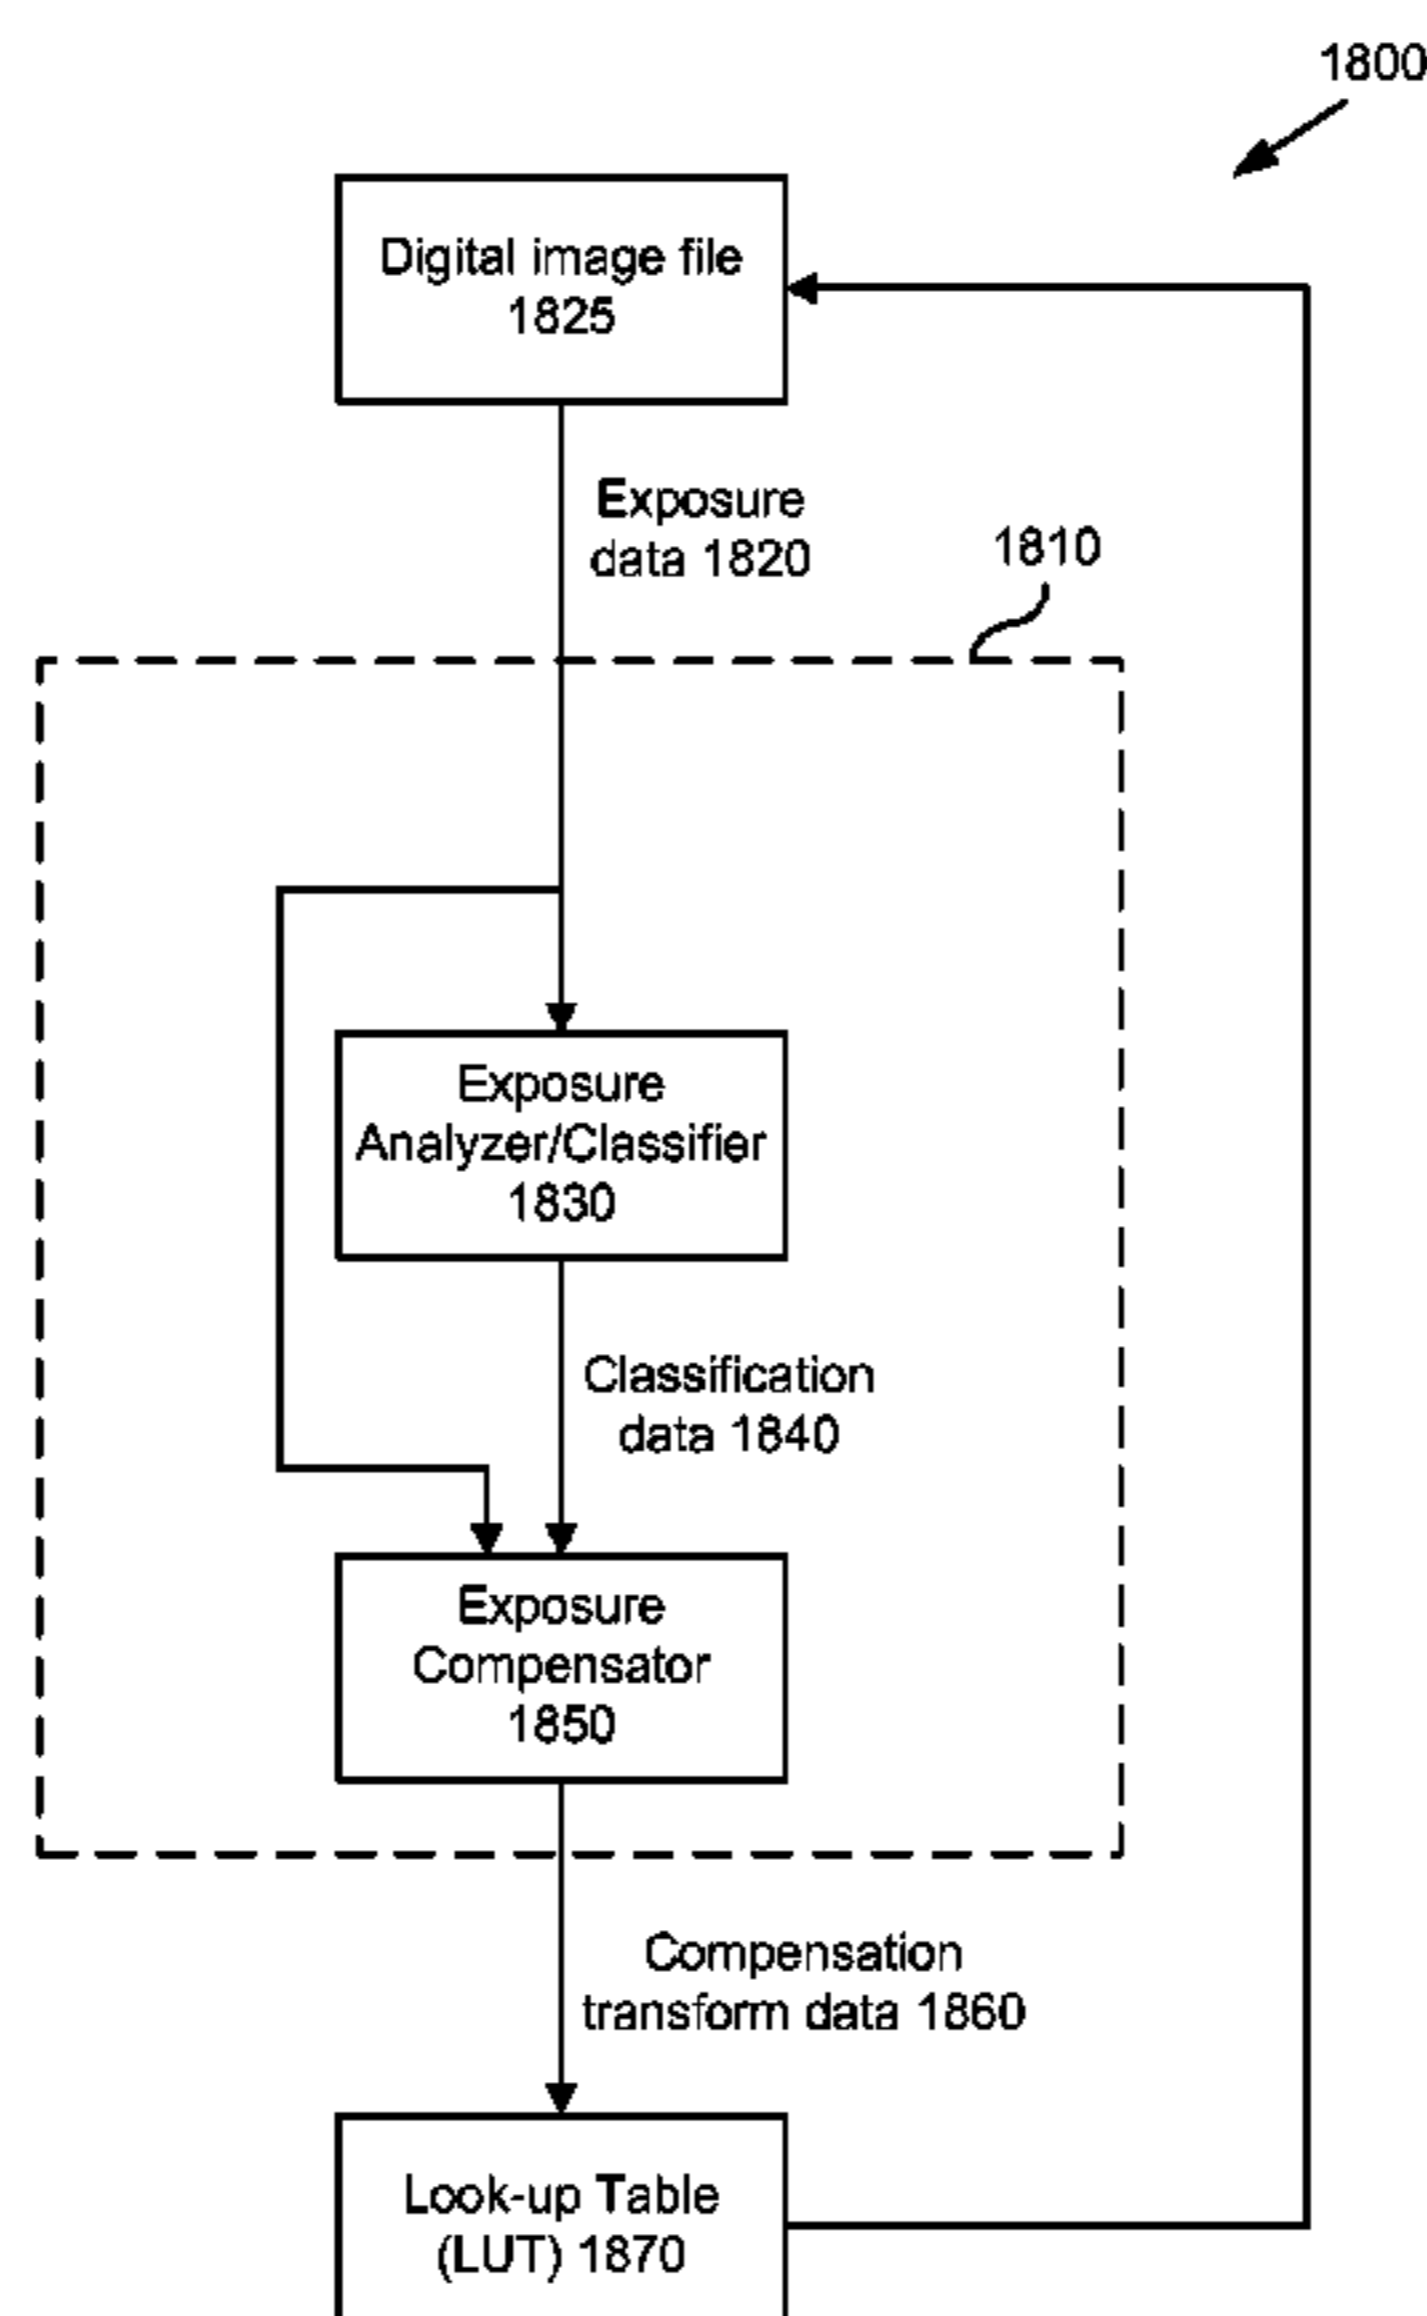 1800
Digital image file
1825
Exposure
data 1820
1810
Exposure
Analyzer/Classifier
1830
Classification
data 1840
Exposure
Compensator
1850
Compensation
transform data 1860
Look-up Table
(LUT) 1870